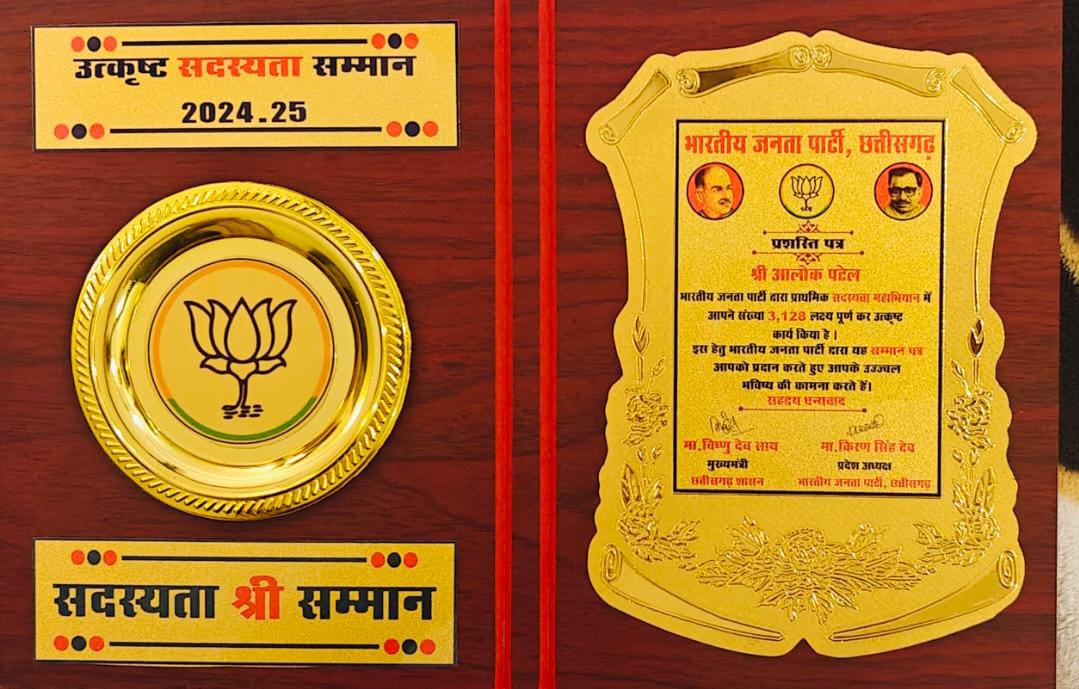 उत्कृष्ट सदस्यता सम्मान
2024.25
सदस्यता श्री सम्मान
भारतीय जनता पार्टी, छत्तीसगढ़
प्रशस्ति पत्र
श्री आलोक पटेल
भारतीय जनता पार्टी द्वारा प्राथमिक सदस्यता महाभियान में
आपने संख्या 3,128 लक्ष्य पूर्ण कर उत्कृष्ट
कार्य किया है ।
इस हेतु भारतीय जनता पार्टी द्वारा यह सम्मान पत्र
आपको प्रदान करते हुए आपके उज्ज्वल
भविष्य की कामना करते हैं।
सहृदय धन्यवाद
मा.विष्णु देव साय
मुख्यमंत्री
छत्तीसगढ़ शासन
मा.किरण सिंह देव
प्रदेश अध्यक्ष
भारतीय जनता पार्टी, छत्तीसगढ़